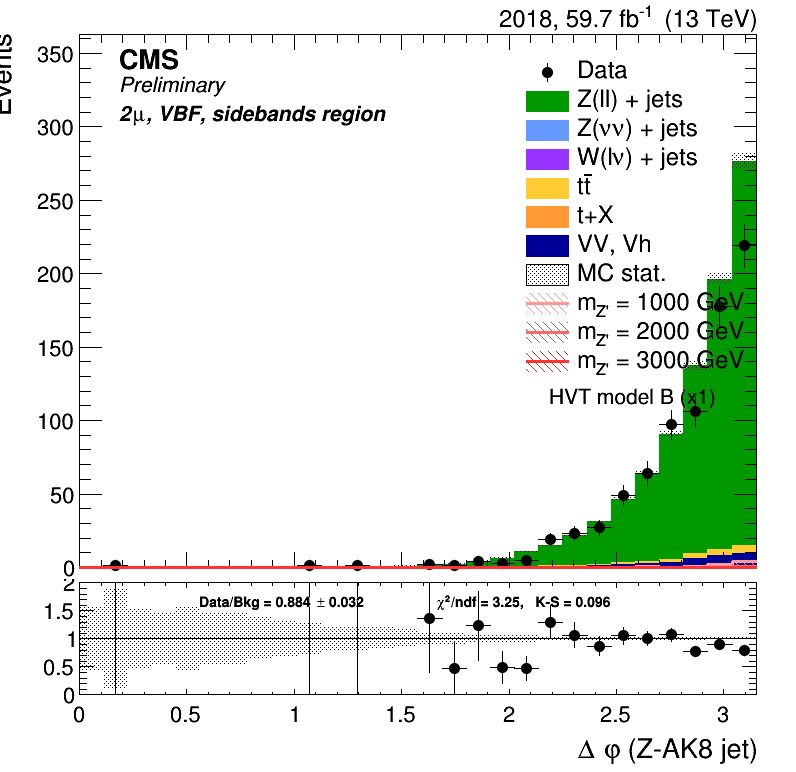 2018, 59.7 fb⁻¹ (13 TeV)
Events
CMS
Preliminary
2μ, VBF, sidebands region
Data
Z(ll) + jets
Z(νν) + jets
W(lν) + jets
tt̄
t+X
VV, Vh
MC stat.
m_Z' = 1000 GeV
m_Z' = 2000 GeV
m_Z' = 3000 GeV
HVT model B (x1)
350
300
250
200
150
100
50
0
2
1.5
1
0.5
0
Data/Bkg = 0.884 ± 0.032
χ²/ndf = 3.25, K-S = 0.096
0 0.5 1 1.5 2 2.5 3
Δ φ (Z-AK8 jet)